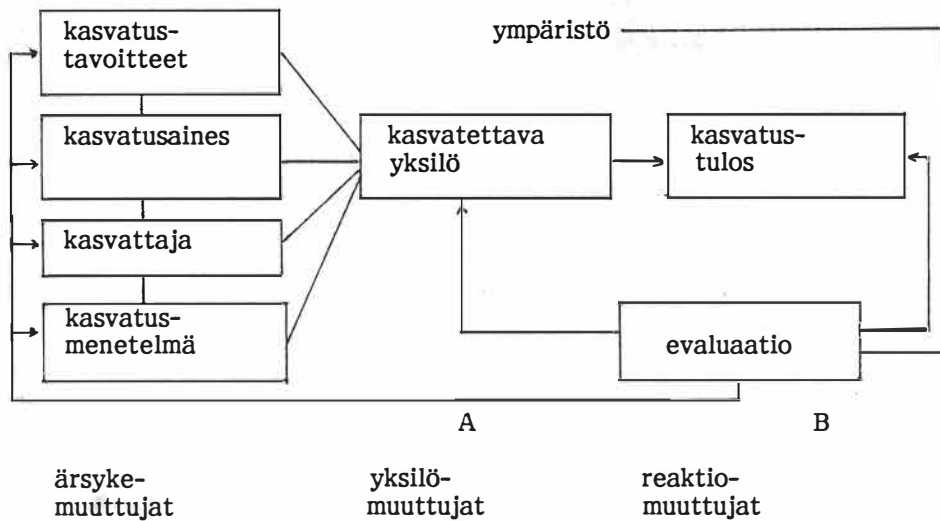 kasvatus-
tavoitteet
ympäristö
kasvatusaines
kasvatettava
yksilö
kasvatus-
tulos
kasvattaja
kasvatus-
menetelmä
evaluaatio
A
B
ärsyke-
muuttujat
yksilö-
muuttujat
reaktio-
muuttujat